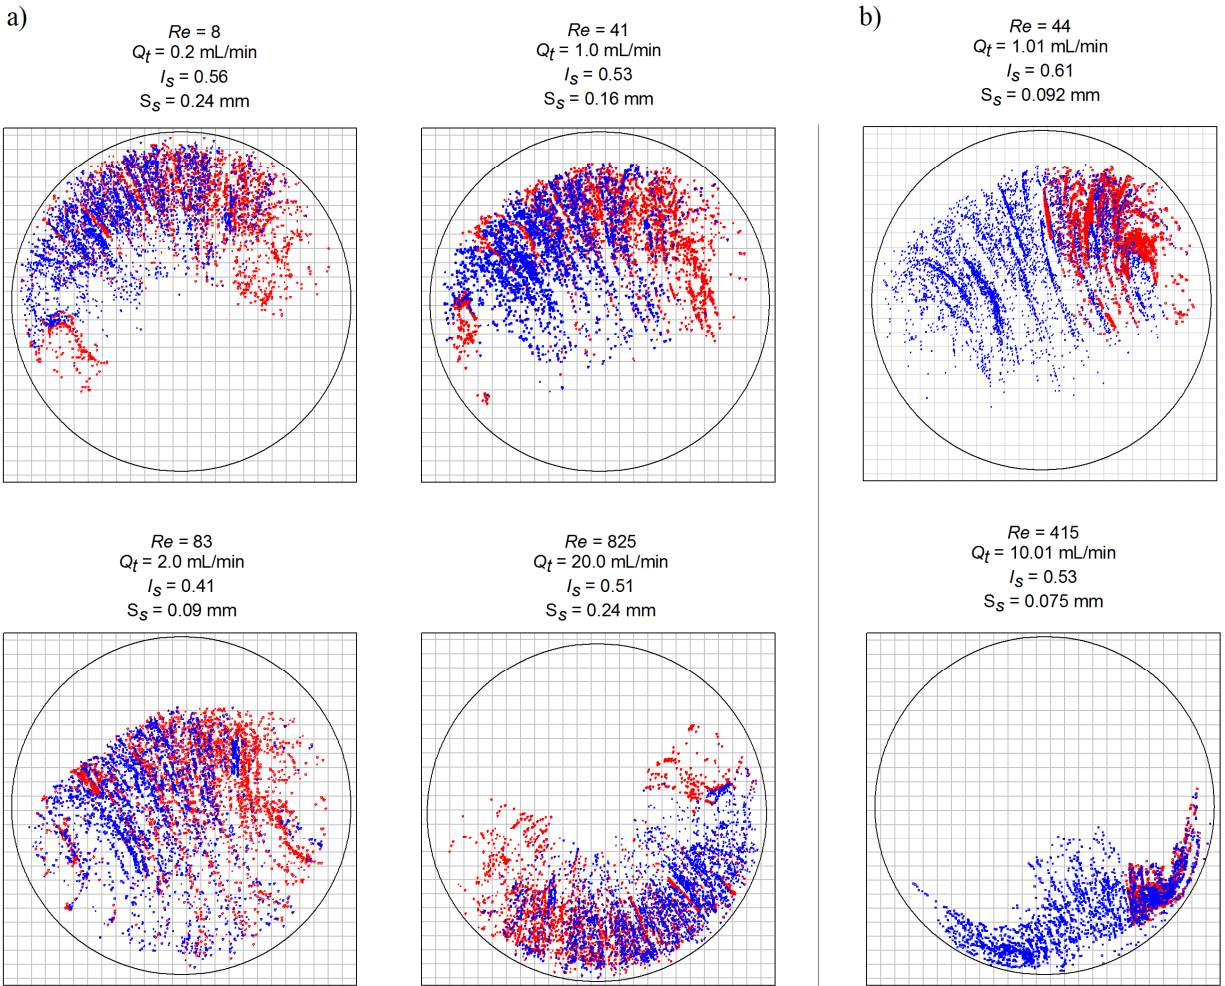 a)
Re = 8
Qt = 0.2 mL/min
Is = 0.56
Ss = 0.24 mm
Re = 41
Qt = 1.0 mL/min
Is = 0.53
Ss = 0.16 mm
b)
Re = 44
Qt = 1.01 mL/min
Is = 0.61
Ss = 0.092 mm
Re = 83
Qt = 2.0 mL/min
Is = 0.41
Ss = 0.09 mm
Re = 825
Qt = 20.0 mL/min
Is = 0.51
Ss = 0.24 mm
Re = 415
Qt = 10.01 mL/min
Is = 0.53
Ss = 0.075 mm